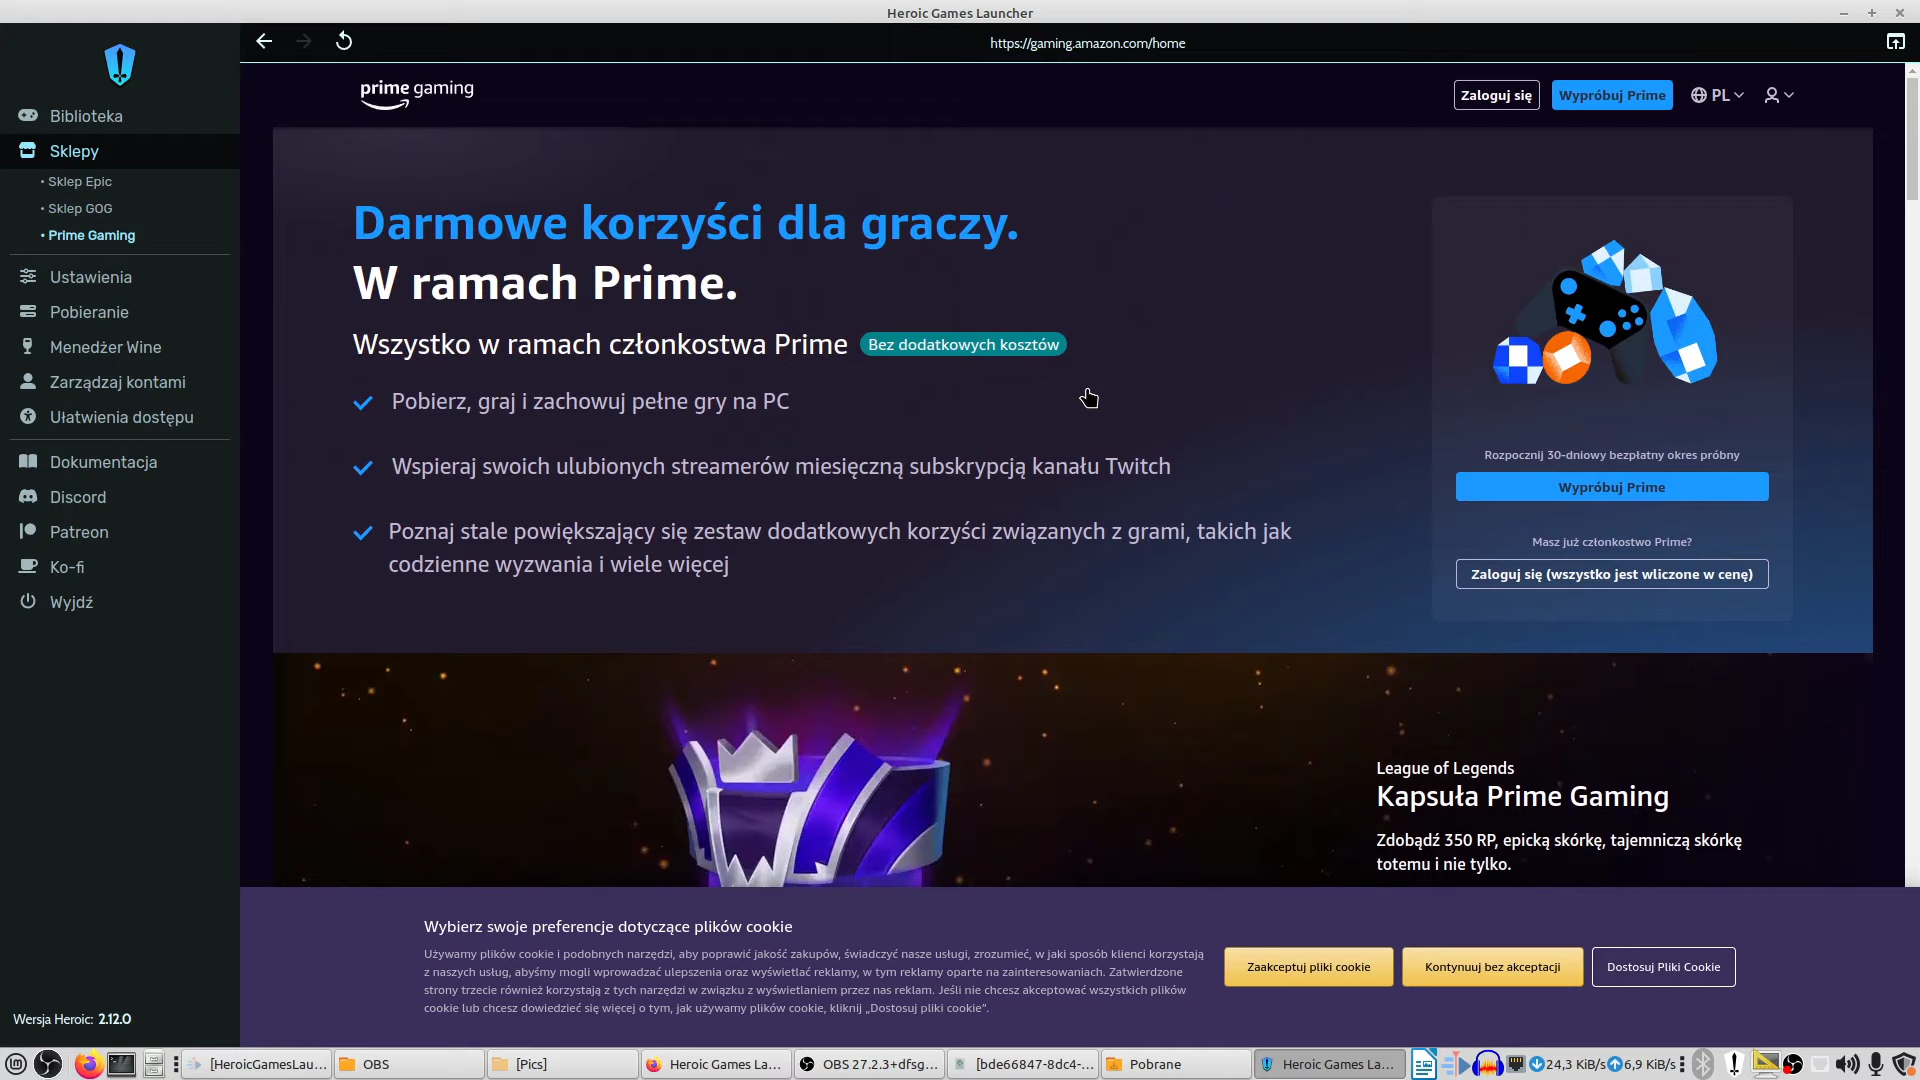 Heroic Games Launcher
https://gaming.amazon.com/home
Biblioteka
Sklepy
Sklep Epic
Sklep GOG
Prime Gaming
Ustawienia
Pobieranie
Menedżer Wine
Zarządzaj kontami
Ułatwienia dostępu
Dokumentacja
Discord
Patreon
Ko-fi
Wyjdź
Wersja Heroic: 2.12.0
prime gaming
Zaloguj się
Wypróbuj Prime
PL
Darmowe korzyści dla graczy.
W ramach Prime.
Wszystko w ramach członkostwa Prime
Bez dodatkowych kosztów
Pobierz, graj i zachowuj pełne gry na PC
Wspieraj swoich ulubionych streamerów miesięczną subskrypcją kanału Twitch
Poznaj stale powiększający się zestaw dodatkowych korzyści związanych z grami, takich jak
codzienne wyzwania i wiele więcej
Rozpocznij 30-dniowy bezpłatny okres próbny
Wypróbuj Prime
Masz już członkostwo Prime?
Zaloguj się (wszystko jest wliczone w cenę)
League of Legends
Kapsuła Prime Gaming
Zdobądź 350 RP, epicką skórkę, tajemniczą skórkę
totemu i nie tylko.
Wybierz swoje preferencje dotyczące plików cookie
Używamy plików cookie i podobnych narzędzi, aby poprawić jakość zakupów, świadczyć nasze usługi, zrozumieć, w jaki sposób klienci korzystają
z naszych usług, abyśmy mogli wprowadzać ulepszenia oraz wyświetlać reklamy, w tym reklamy oparte na zainteresowaniach. Zatwierdzone
strony trzecie również korzystają z tych narzędzi w związku z wyświetlaniem przez nas reklam. Jeśli nie chcesz akceptować wszystkich plików
cookie lub chcesz dowiedzieć się więcej o tym, jak używamy plików cookie, kliknij „Dostosuj pliki cookie“.
Zaakceptuj pliki cookie
Kontynuuj bez akceptacji
Dostosuj Pliki Cookie
[HeroicGamesLau...
OBS
[Pics]
Heroic Games La...
OBS 27.2.3+dfsg...
[bde66847-8dc4-...
Pobrane
Heroic Games La...
24,3 KiB/s
6,9 KiB/s